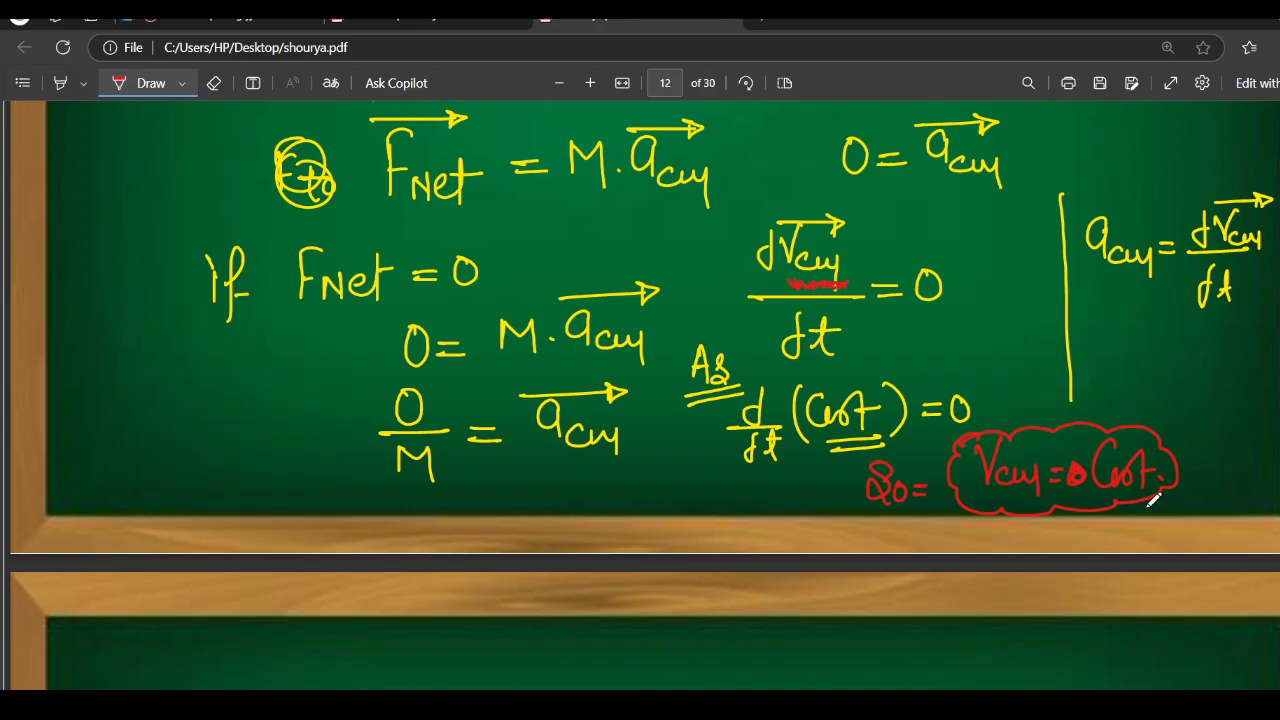 File | C:/Users/HP/Desktop/shourya.pdf
Draw
Ask Copilot
12 of 30
Edit with
F_Net = M. a_cm
0 = a_cm
a_cm = dV_cm/dt
If F_Net = 0
dV_cm/dt = 0
0 = M. a_cm
As
0/M = a_cm
d/dt (Const) = 0
So = V_cm = Const.